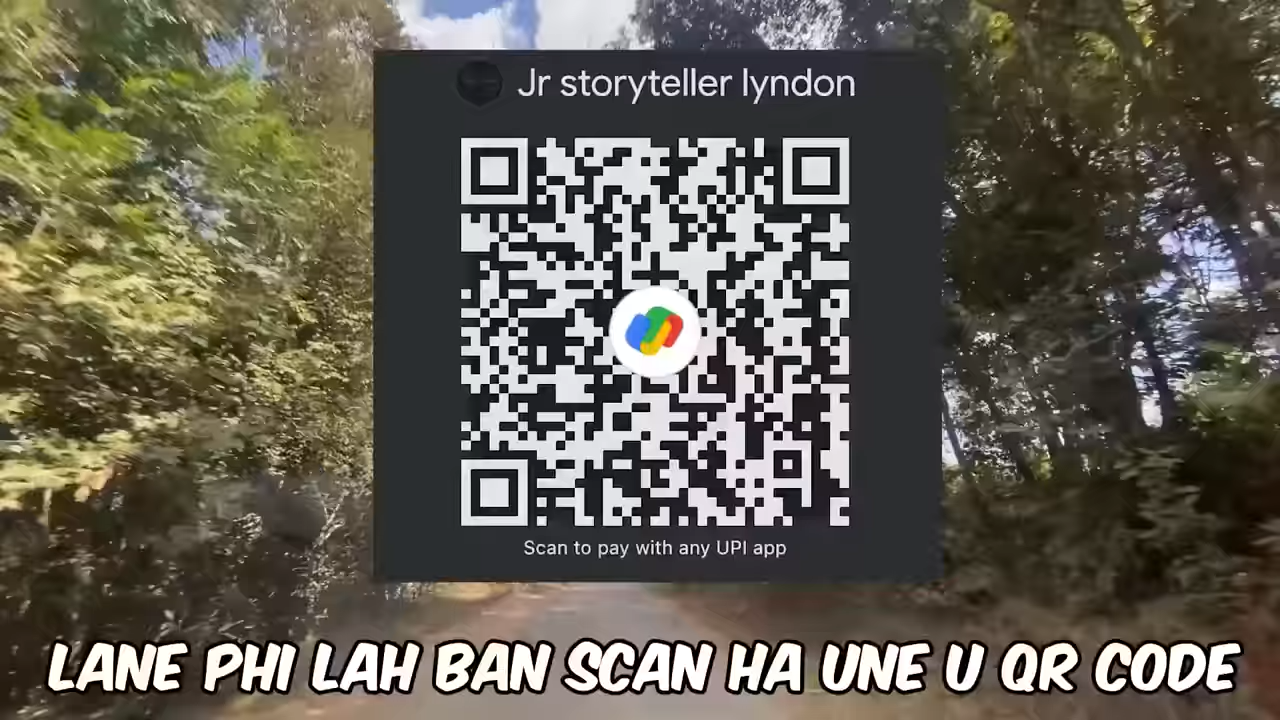 Jr storyteller lyndon
Scan to pay with any UPI app
LANE PHI LAH BAN SCAN HA UNE U QR CODE